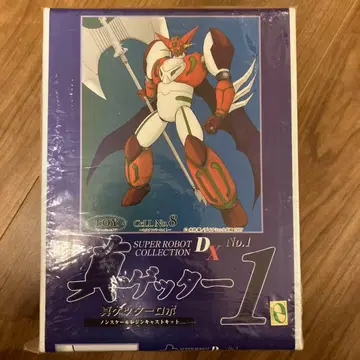 CELL No.8
SUPER ROBOT
COLLECTION DX No.1
真ゲッター1
真ゲッターロボ
ノンスケールレジンキャストキット
SUPER ROBOT